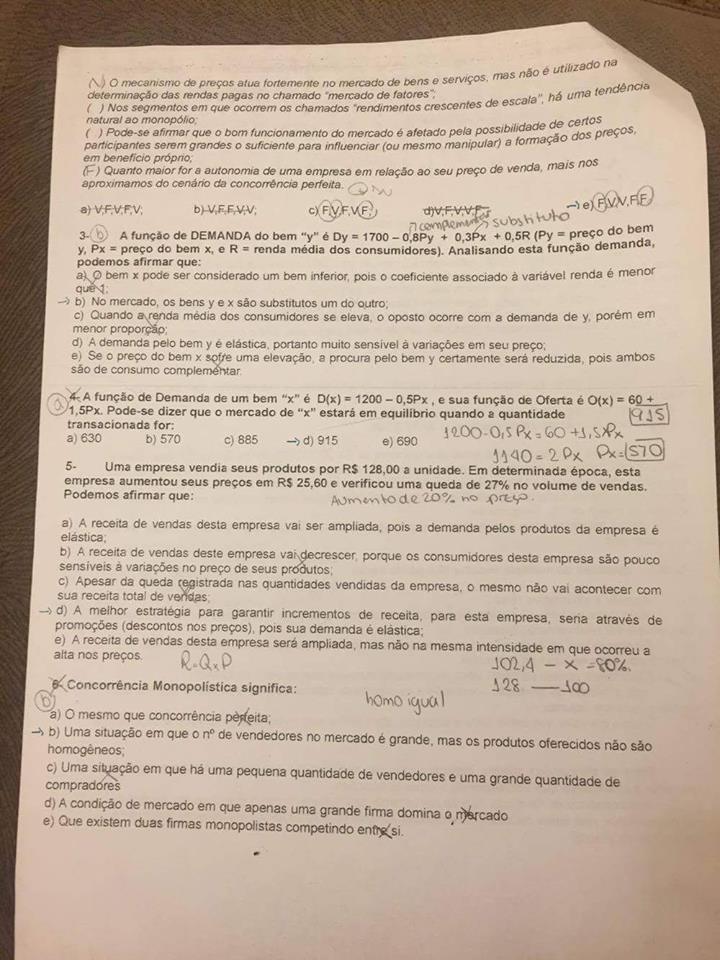 (N) O mecanismo de preços atua fortemente no mercado de bens e serviços, mas não é utilizado na
determinação das rendas pagas no chamado "mercado de fatores";
( ) Nos segmentos em que ocorrem os chamados "rendimentos crescentes de escala", há uma tendência
natural ao monopólio;
( ) Pode-se afirmar que o bom funcionamento do mercado é afetado pela possibilidade de certos
participantes serem grandes o suficiente para influenciar (ou mesmo manipular) a formação dos preços,
em benefício próprio;
(F) Quanto maior for a autonomia de uma empresa em relação ao seu preço de venda, mais nos
aproximamos do cenário da concorrência perfeita.
a) V,F,V,F,V; b) V,F,F,V,V; c) F,V,F,V,F; d) V,F,V,V,F; → e) F,V,V,F,F
complementar substituto
3- b A função de DEMANDA do bem "y" é Dy = 1700 – 0,8Py + 0,3Px + 0,5R (Py = preço do bem
y, Px = preço do bem x, e R = renda média dos consumidores). Analisando esta função demanda,
podemos afirmar que:
a) O bem x pode ser considerado um bem inferior, pois o coeficiente associado à variável renda é menor
que 1;
→ b) No mercado, os bens y e x são substitutos um do outro;
c) Quando a renda média dos consumidores se eleva, o oposto ocorre com a demanda de y, porém em
menor proporção;
d) A demanda pelo bem y é elástica, portanto muito sensível à variações em seu preço;
e) Se o preço do bem x sofre uma elevação, a procura pelo bem y certamente será reduzida, pois ambos
são de consumo complementar.
a 4- A função de Demanda de um bem "x" é D(x) = 1200 – 0,5Px , e sua função de Oferta é O(x) = 60 +
1,5Px. Pode-se dizer que o mercado de "x" estará em equilíbrio quando a quantidade 915
transacionada for:
a) 630 b) 570 c) 885 → d) 915 e) 690
1200-0,5Px=60+1,5Px
1140=2Px Px=570
5- Uma empresa vendia seus produtos por R$ 128,00 a unidade. Em determinada época, esta
empresa aumentou seus preços em R$ 25,60 e verificou uma queda de 27% no volume de vendas.
Podemos afirmar que: Aumento de 20% no preço.
a) A receita de vendas desta empresa vai ser ampliada, pois a demanda pelos produtos da empresa é
elástica;
b) A receita de vendas deste empresa vai decrescer, porque os consumidores desta empresa são pouco
sensíveis à variações no preço de seus produtos;
c) Apesar da queda registrada nas quantidades vendidas da empresa, o mesmo não vai acontecer com
sua receita total de vendas;
→ d) A melhor estratégia para garantir incrementos de receita, para esta empresa, seria através de
promoções (descontos nos preços), pois sua demanda é elástica;
e) A receita de vendas desta empresa será ampliada, mas não na mesma intensidade em que ocorreu a
alta nos preços. R=QxP 102,4 – x =80%.
128 — 100
6- Concorrência Monopolística significa:
b homo igual
a) O mesmo que concorrência perfeita;
→ b) Uma situação em que o nº de vendedores no mercado é grande, mas os produtos oferecidos não são
homogêneos;
c) Uma situação em que há uma pequena quantidade de vendedores e uma grande quantidade de
compradores
d) A condição de mercado em que apenas uma grande firma domina o mercado
e) Que existem duas firmas monopolistas competindo entre si.